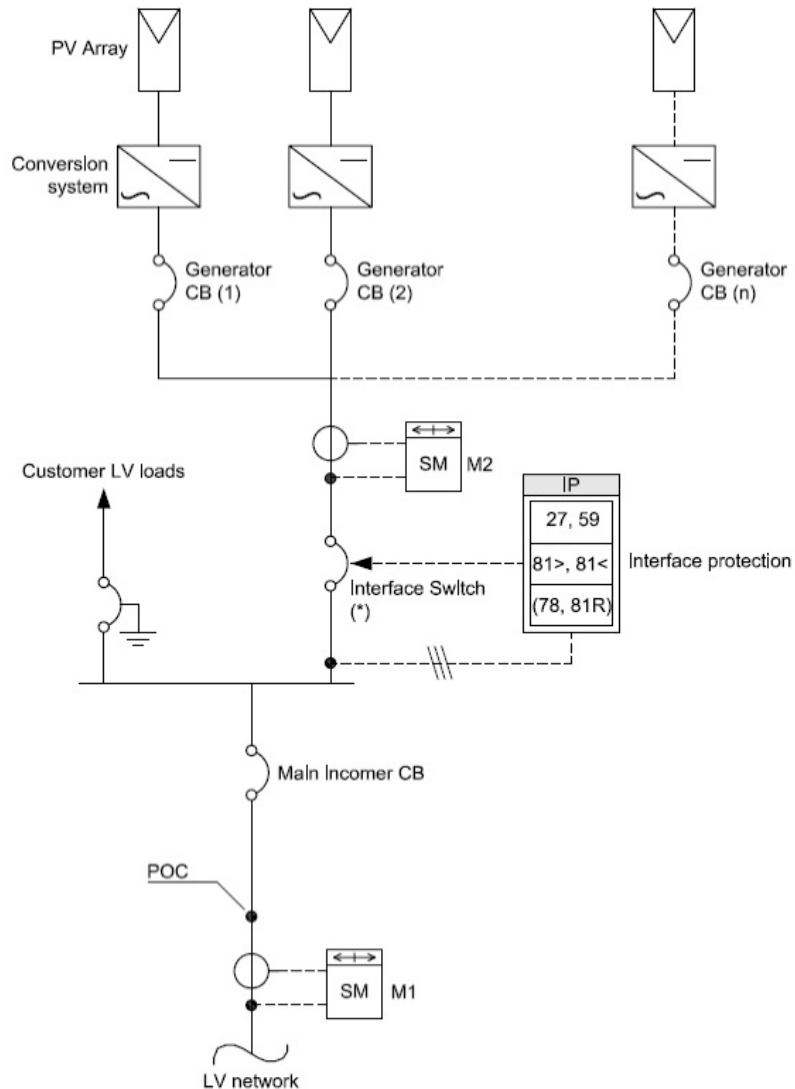 PV Array
Conversion
system
Generator
CB (1)
Generator
CB (2)
Generator
CB (n)
SM
M2
Customer LV loads
IP
27, 59
81>, 81<
(78, 81R)
Interface protection
Interface Switch
(*)
Main Incomer CB
POC
SM
M1
LV network